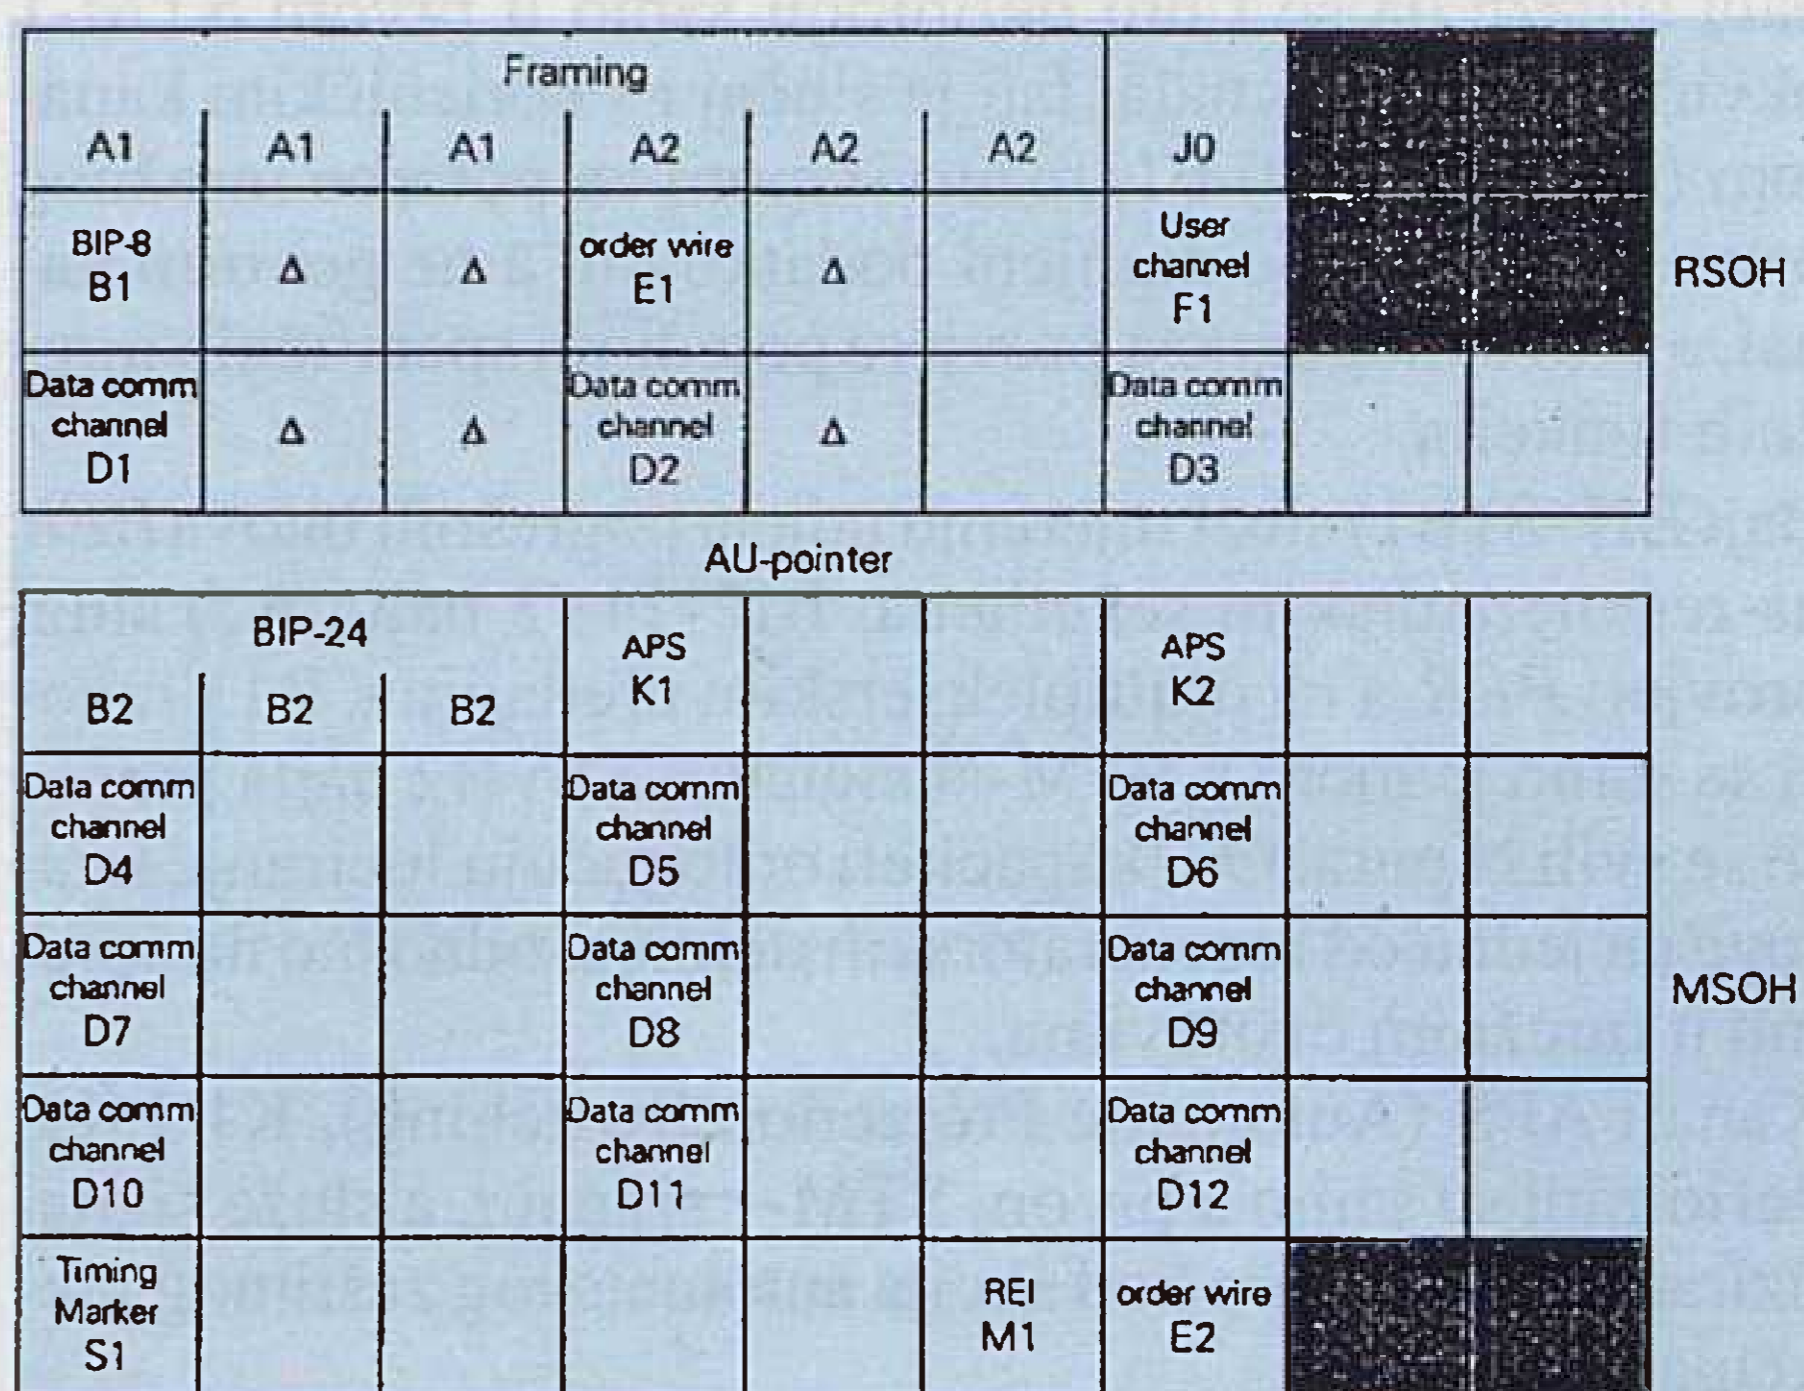 Framing
A1 A1 A1 A2 A2 A2 J0
BIP-8 B1 Δ Δ order wire E1 Δ User channel F1
RSOH
Data comm channel D1 Δ Δ Data comm channel D2 Δ Data comm channel D3
AU-pointer
BIP-24
B2 B2 B2 APS K1 APS K2
Data comm channel D4 Data comm channel D5 Data comm channel D6
Data comm channel D7 Data comm channel D8 Data comm channel D9
MSOH
Data comm channel D10 Data comm channel D11 Data comm channel D12
Timing Marker S1 REI M1 order wire E2